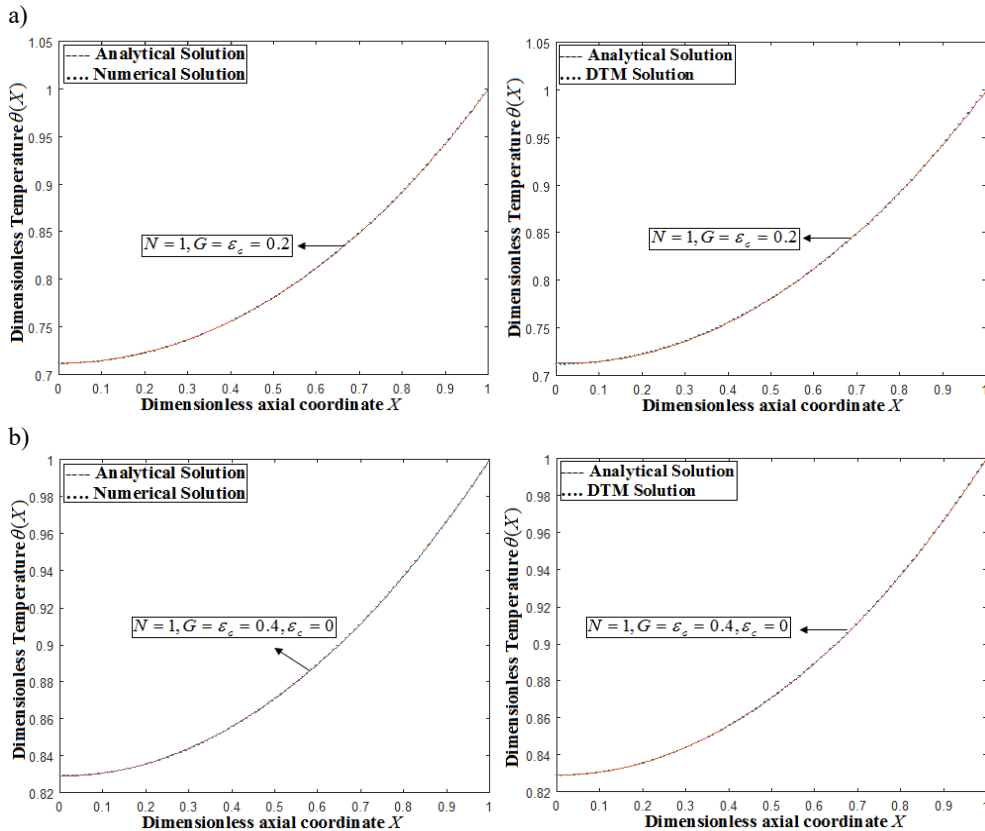 a)
1.05
1
0.95
0.9
0.85
0.8
0.75
0.7
Dimensionless Temperature θ(X)
---- Analytical Solution
.... Numerical Solution
N = 1, G = ε_c = 0.2
0 0.1 0.2 0.3 0.4 0.5 0.6 0.7 0.8 0.9 1
Dimensionless axial coordinate X
1.05
1
0.95
0.9
0.85
0.8
0.75
0.7
Dimensionless Temperature θ(X)
---- Analytical Solution
.... DTM Solution
N = 1, G = ε_c = 0.2
0 0.1 0.2 0.3 0.4 0.5 0.6 0.7 0.8 0.9 1
Dimensionless axial coordinate X
b)
1
0.98
0.96
0.94
0.92
0.9
0.88
0.86
0.84
0.82
Dimensionless Temperature θ(X)
---- Analytical Solution
.... Numerical Solution
N = 1, G = ε_c = 0.4, ε_c = 0
0 0.1 0.2 0.3 0.4 0.5 0.6 0.7 0.8 0.9 1
Dimensionless axial coordinate X
1
0.98
0.96
0.94
0.92
0.9
0.88
0.86
0.84
0.82
Dimensionless Temperature θ(X)
---- Analytical Solution
.... DTM Solution
N = 1, G = ε_c = 0.4, ε_c = 0
0 0.1 0.2 0.3 0.4 0.5 0.6 0.7 0.8 0.9 1
Dimensionless axial coordinate X